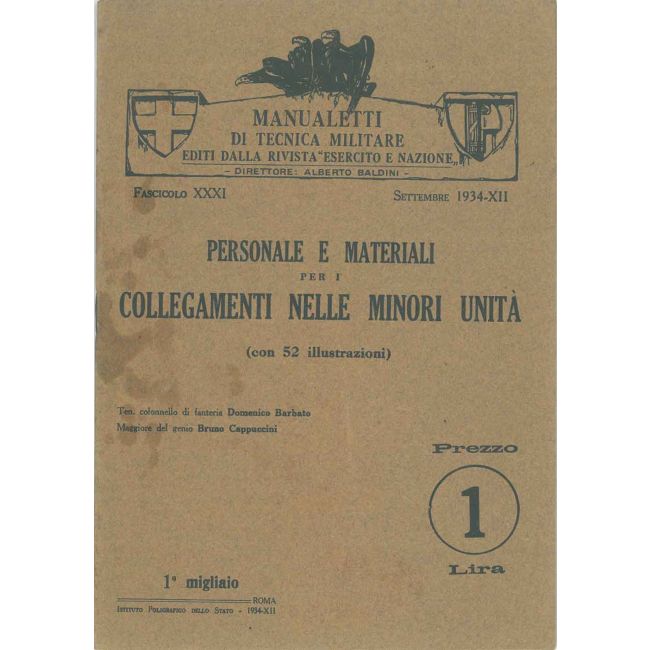 MANUALETTI
DI TECNICA MILITARE
EDITI DALLA RIVISTA "ESERCITO E NAZIONE„
- DIRETTORE: ALBERTO BALDINI -
FASCICOLO XXXI
SETTEMBRE 1934-XII
PERSONALE E MATERIALI
PER I
COLLEGAMENTI NELLE MINORI UNITÀ
(con 52 illustrazioni)
Ten. colonnello di fanteria Domenico Barbato
Maggiore del genio Bruno Cappuccini
Prezzo
1
Lira
1° migliaio
ROMA
ISTITUTO POLIGRAFICO DELLO STATO - 1934-XII